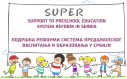 SUPER
SUPPORT TO PRESCHOOL EDUCATION
SYSTEM REFORM IN SERBIA
ПОДРШКА РЕФОРМИ СИСТЕМА ПРЕДШКОЛСКОГ
ВАСПИТАЊА И ОБРАЗОВАЊА У СРБИЈИ